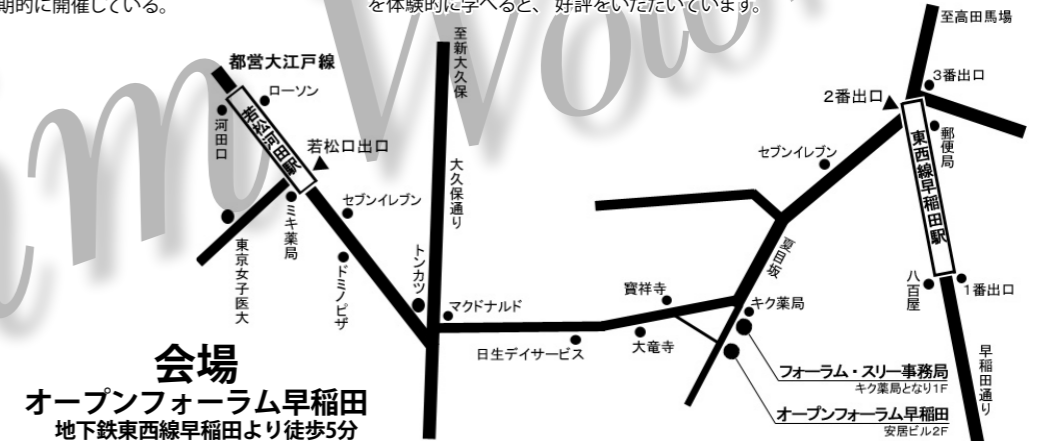 期的に開催している。
を体験的に学べると、好評をいただいています。
至高田馬場
至新大久保
都営大江戸線
ローソン
3番出口
2番出口
河田口
若松河田駅
若松口出口
郵便局
セブンイレブン
東西線早稲田駅
大久保通り
セブンイレブン
ミキ薬局
夏目坂
東京女子医大
トンカツ
ドミノピザ
八百屋
1番出口
寶祥寺
キク薬局
マクドナルド
日生デイサービス
大竜寺
早稲田通り
フォーラム・スリー事務局
キク薬局となり1F
オープンフォーラム早稲田
安居ビル2F
会場
オープンフォーラム早稲田
地下鉄東西線早稲田より徒歩5分